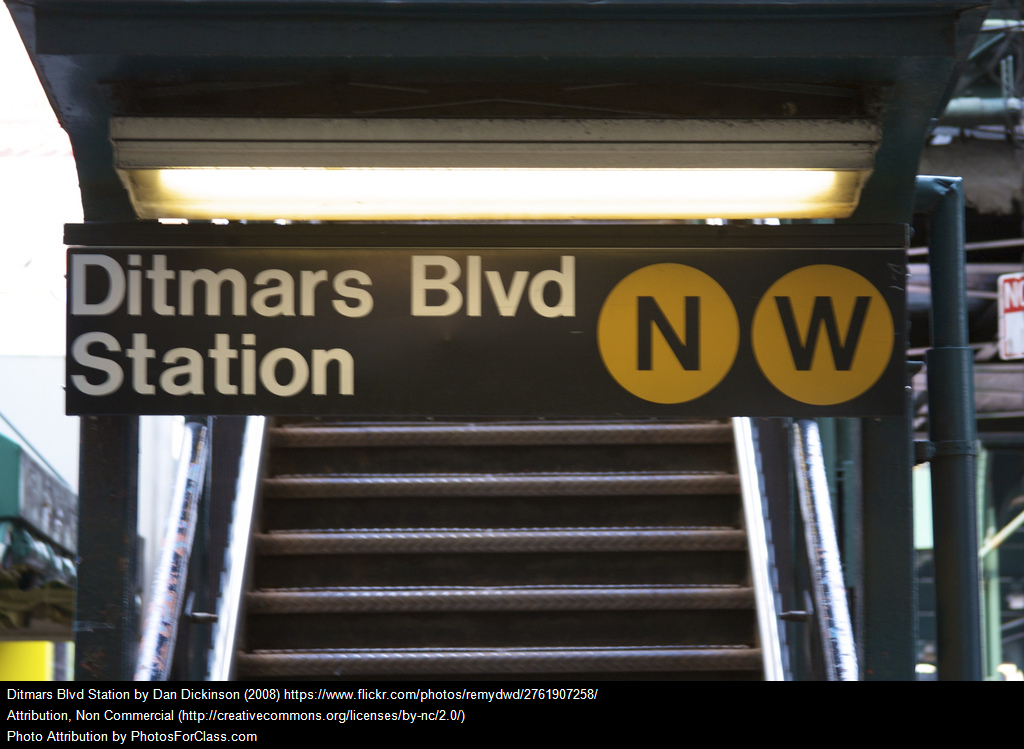 Ditmars Blvd
Station
N W
NO
Ditmars Blvd Station by Dan Dickinson (2008) https://www.flickr.com/photos/remydwd/2761907258/
Attribution, Non Commercial (http://creativecommons.org/licenses/by-nc/2.0/)
Photo Attribution by PhotosForClass.com